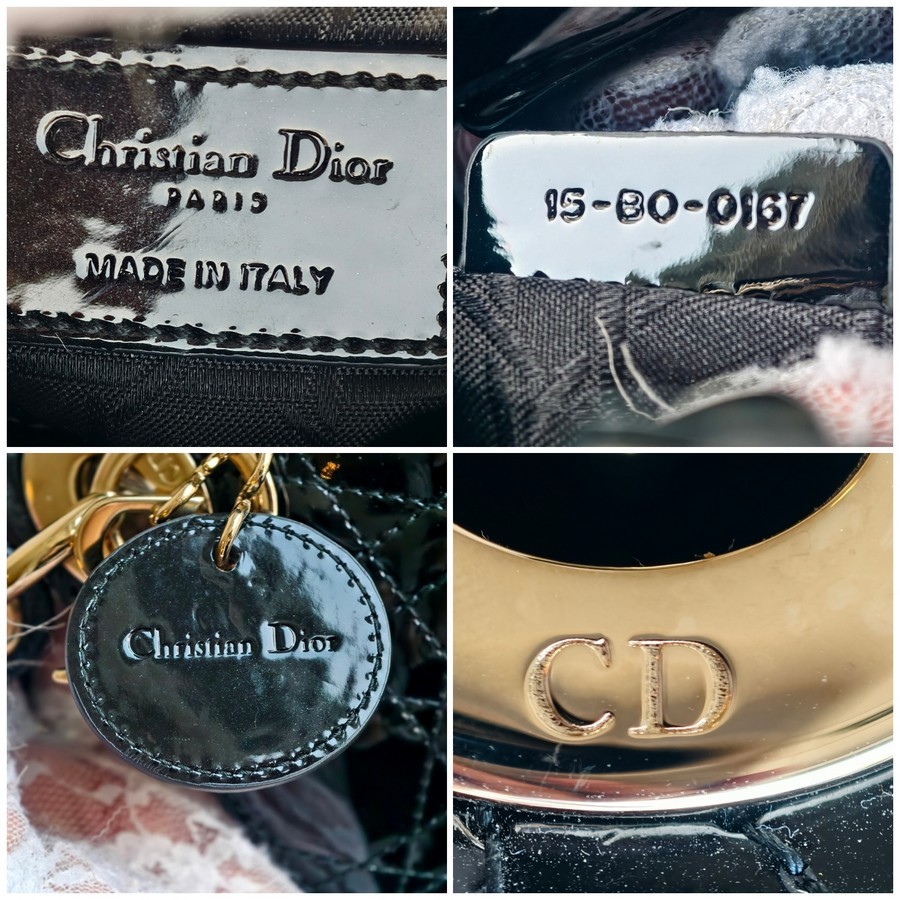 Christian Dior
PARIS
MADE IN ITALY
15-BO-0167
Christian Dior
CD